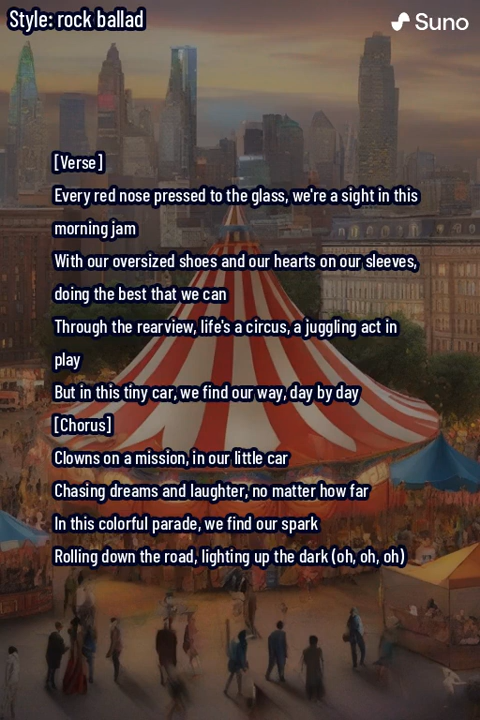 Style: rock ballad
Suno
[Verse]
Every red nose pressed to the glass, we're a sight in this
morning jam
With our oversized shoes and our hearts on our sleeves,
doing the best that we can
Through the rearview, life's a circus, a juggling act in
play
But in this tiny car, we find our way, day by day
[Chorus]
Clowns on a mission, in our little car
Chasing dreams and laughter, no matter how far
In this colorful parade, we find our spark
Rolling down the road, lighting up the dark (oh, oh, oh)